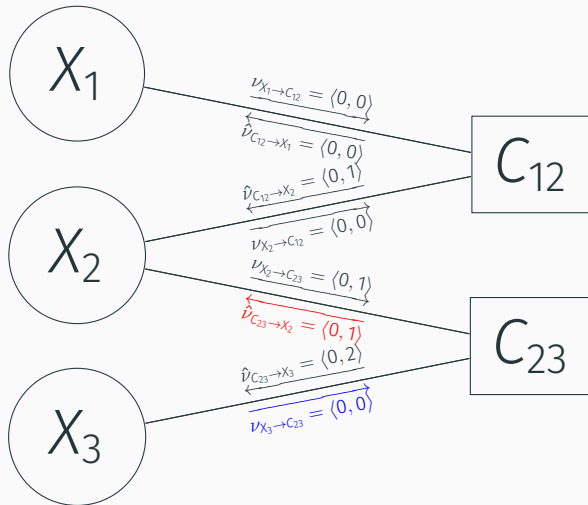 X₁
ν_{X₁→C₁₂} = ⟨0, 0⟩
ν̂_{C₁₂→X₁} = ⟨0, 0⟩
C₁₂
ν̂_{C₁₂→X₂} = ⟨0, 1⟩
ν_{X₂→C₁₂} = ⟨0, 0⟩
X₂
ν_{X₂→C₂₃} = ⟨0, 1⟩
ν̂_{C₂₃→X₂} = ⟨0, 1⟩
C₂₃
ν̂_{C₂₃→X₃} = ⟨0, 2⟩
ν_{X₃→C₂₃} = ⟨0, 0⟩
X₃